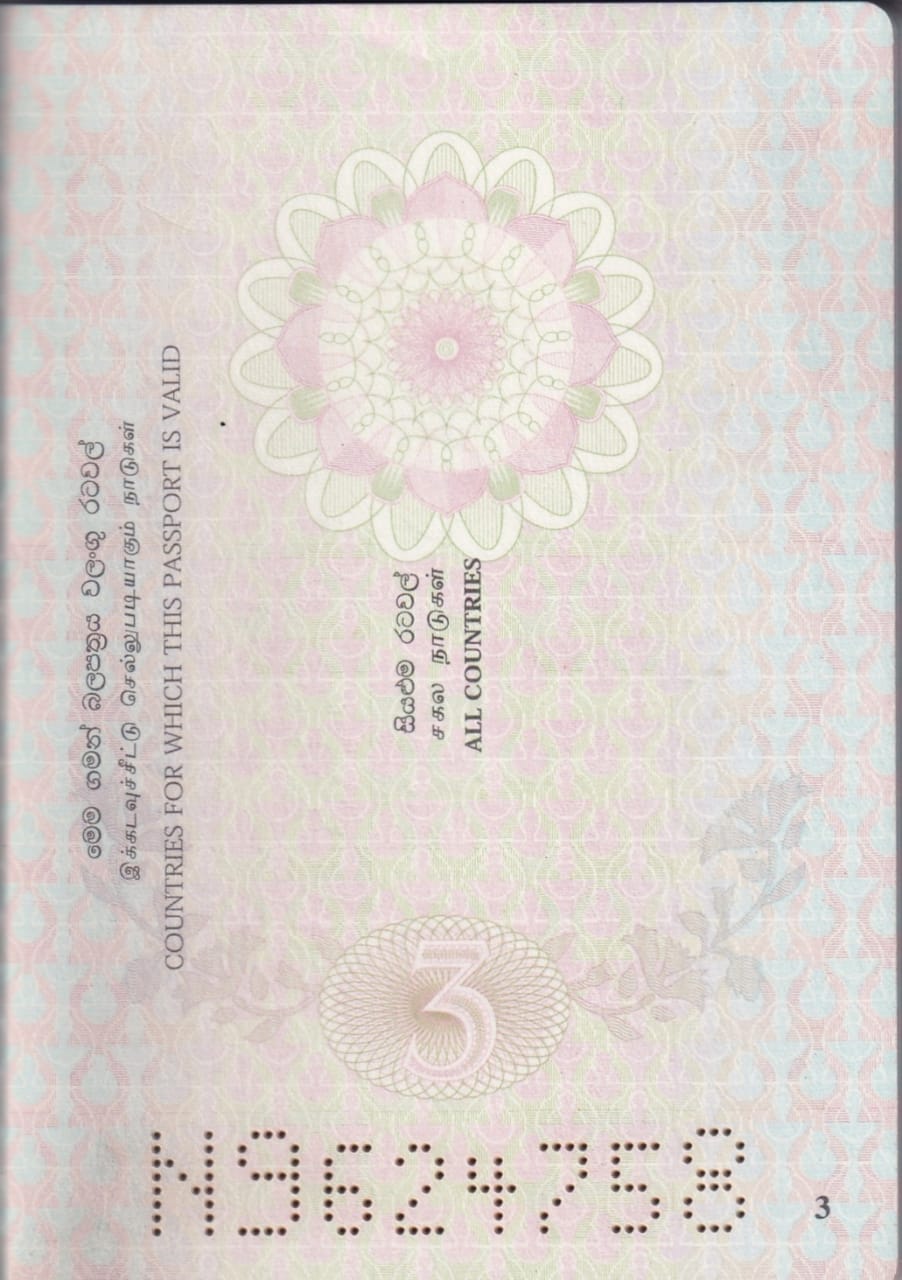 මෙම ගමන් බලපත්‍රය වලංගු රටවල්
இக்கடவுச்சீட்டு செல்லுபடியாகும் நாடுகள்
COUNTRIES FOR WHICH THIS PASSPORT IS VALID
සියළුම රටවල්
சகல நாடுகள்
ALL COUNTRIES
3
N9624758
3